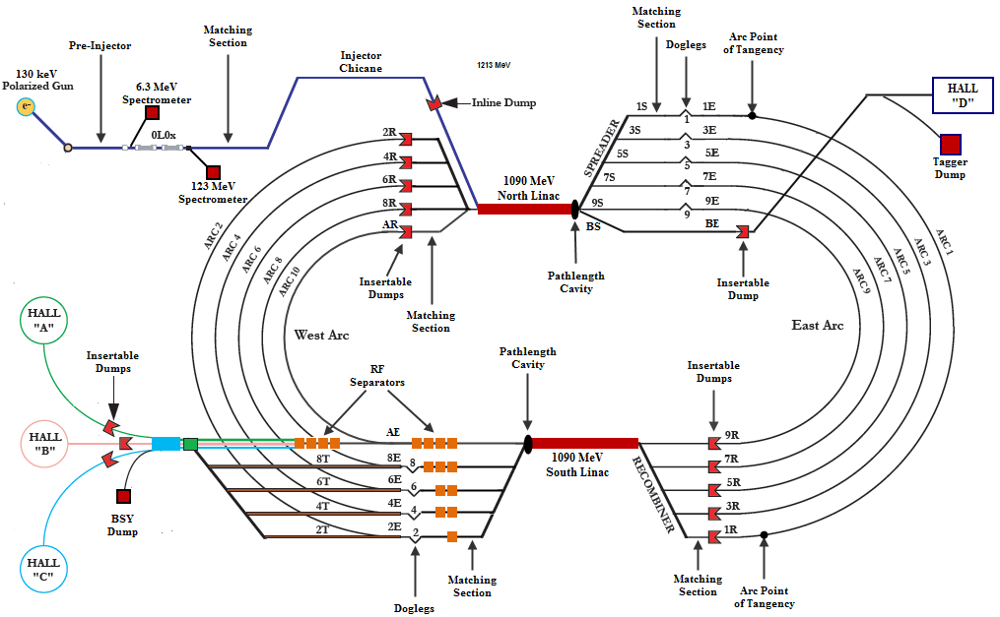 Matching
Section
Pre-Injector
Matching
Section
Doglegs
Arc Point
of Tangency
Injector
Chicane
1213 MeV
130 keV
Polarized Gun
e-
6.3 MeV
Spectrometer
0L0x
123 MeV
Spectrometer
Inline Dump
HALL
"D"
Tagger
Dump
1S
1E
1
3S
3E
3
5S
5E
5
7S
7E
7
9S
9E
9
BS
BE
SPREADER
2R
4R
6R
8R
AR
1090 MeV
North Linac
ARC 2
ARC 4
ARC 6
ARC 8
ARC 10
ARC 1
ARC 3
ARC 5
ARC 7
ARC 9
Insertable
Dumps
Matching
Section
Pathlength
Cavity
Insertable
Dump
West Arc
East Arc
HALL
"A"
Insertable
Dumps
RF
Separators
Pathlength
Cavity
Insertable
Dumps
HALL
"B"
AE
8T
8E
8
6T
6E
6
4T
4E
4
2T
2E
2
1090 MeV
South Linac
RECOMBINER
9R
7R
5R
3R
1R
BSY
Dump
HALL
"C"
Doglegs
Matching
Section
Matching
Section
Arc Point
of Tangency